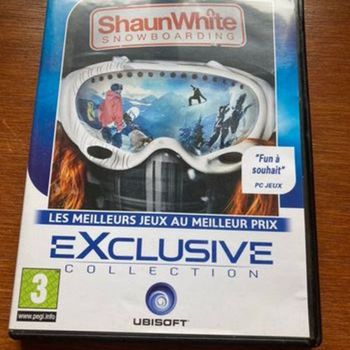 ShaunWhite
SNOWBOARDING
"Fun à
souhait"
PC JEUX
LES MEILLEURS JEUX AU MEILLEUR PRIX
EXCLUSIVE
COLLECTION
3
www.pegi.info
UBISOFT